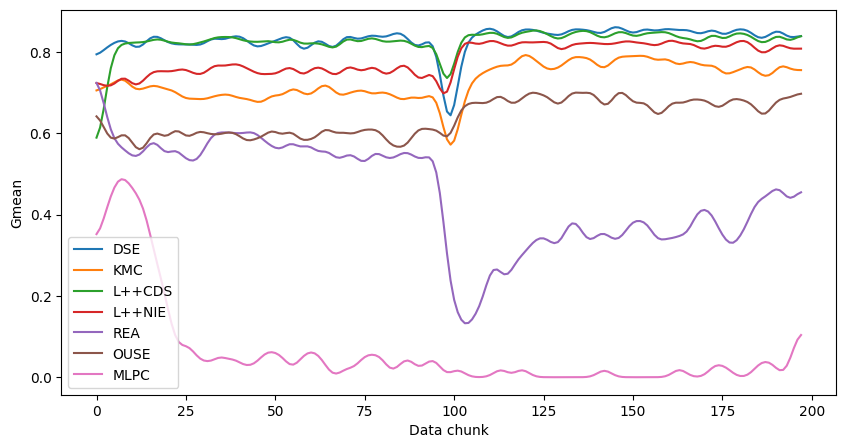 Gmean
0.8
0.6
0.4
0.2
0.0
DSE
KMC
L++CDS
L++NIE
REA
OUSE
MLPC
0 25 50 75 100 125 150 175 200
Data chunk